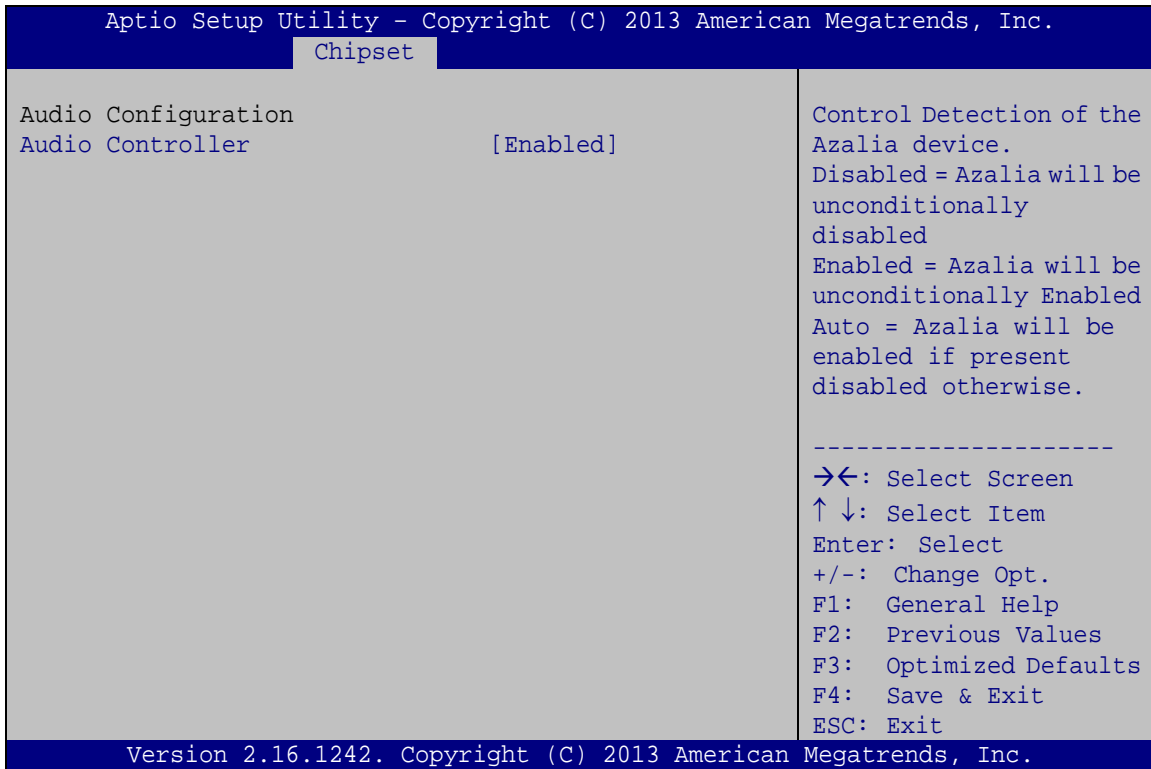 Aptio Setup Utility – Copyright (C) 2013 American Megatrends, Inc.
Chipset
Audio Configuration
Audio Controller [Enabled]
Control Detection of the
Azalia device.
Disabled = Azalia will be
unconditionally
disabled
Enabled = Azalia will be
unconditionally Enabled
Auto = Azalia will be
enabled if present
disabled otherwise.
---------------------
→←: Select Screen
↑ ↓: Select Item
Enter: Select
+/-: Change Opt.
F1: General Help
F2: Previous Values
F3: Optimized Defaults
F4: Save & Exit
ESC: Exit
Version 2.16.1242. Copyright (C) 2013 American Megatrends, Inc.